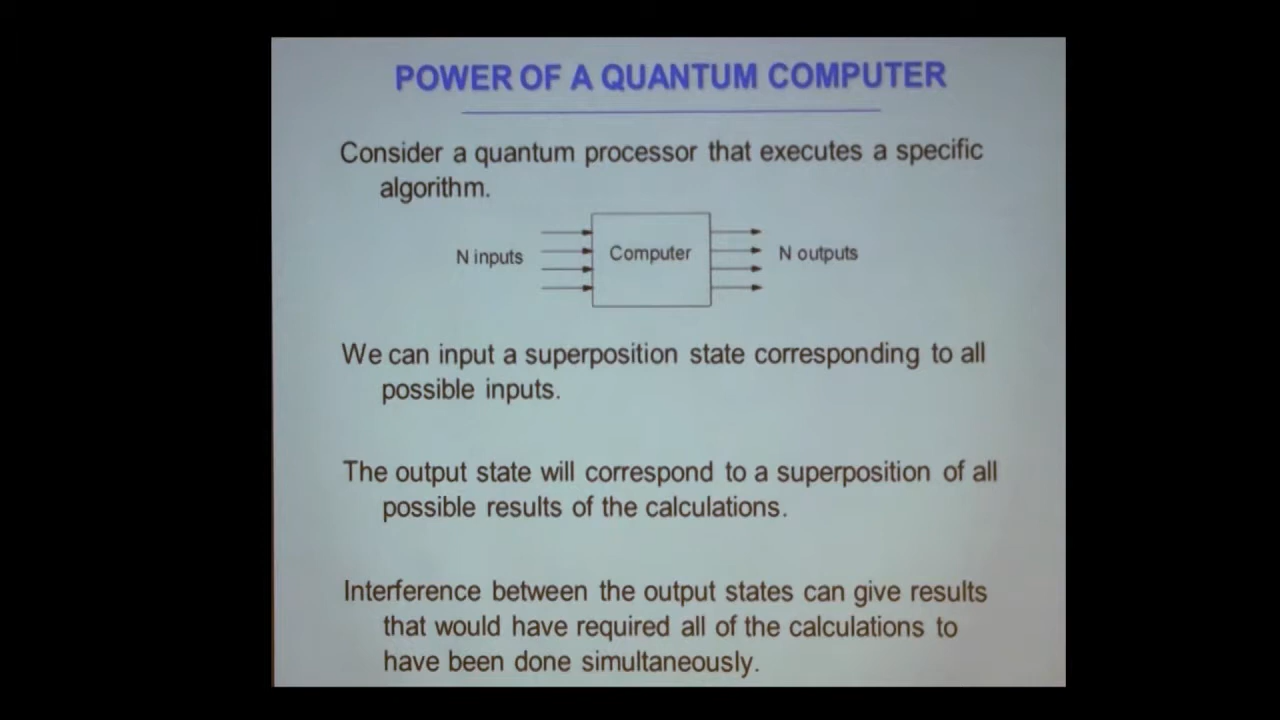 POWER OF A QUANTUM COMPUTER
Consider a quantum processor that executes a specific
algorithm.
N inputs
Computer
N outputs
We can input a superposition state corresponding to all
possible inputs.
The output state will correspond to a superposition of all
possible results of the calculations.
Interference between the output states can give results
that would have required all of the calculations to
have been done simultaneously.